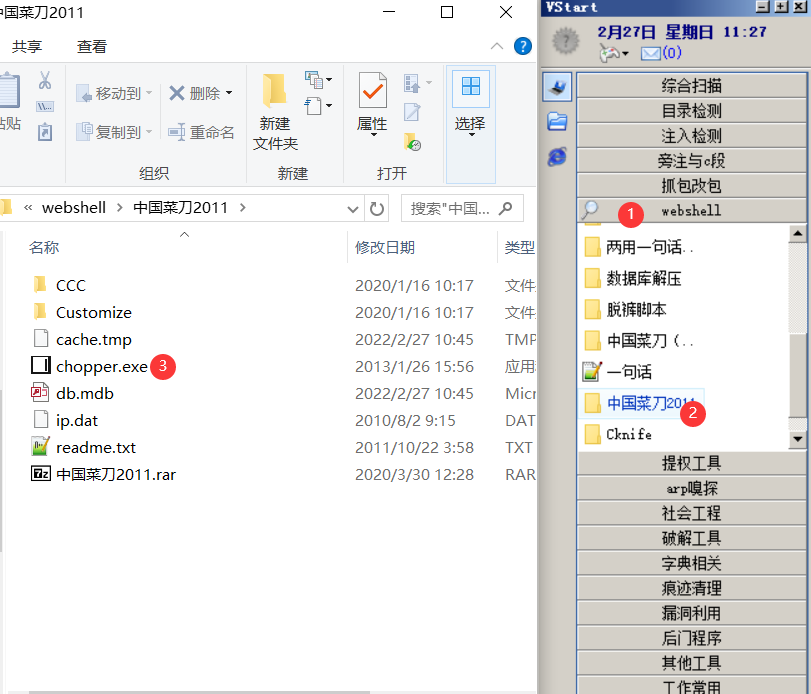 中国菜刀2011
共享 查看
粘贴
移动到 删除
复制到 重命名
新建
文件夹
属性
选择
组织 新建 打开
« webshell > 中国菜刀2011 >
搜索"中国...
名称 修改日期 类型
CCC 2020/1/16 10:17 文件
Customize 2020/1/16 10:17 文件
cache.tmp 2022/2/27 10:45 TMP
chopper.exe 3 2013/1/26 15:56 应用
db.mdb 2022/2/27 10:45 Micr
ip.dat 2010/8/2 9:15 DAT
readme.txt 2011/10/22 3:58 TXT
中国菜刀2011.rar 2020/3/30 12:28 RAR
VStart
2月27日 星期日 11:27
(0)
综合扫描
目录检测
注入检测
旁注与c段
抓包改包
1 webshell
两用一句话..
数据库解压
脱裤脚本
中国菜刀（..
一句话
中国菜刀2011
2
Cknife
提权工具
arp嗅探
社会工程
破解工具
字典相关
痕迹清理
漏洞利用
后门程序
其他工具
工作常用